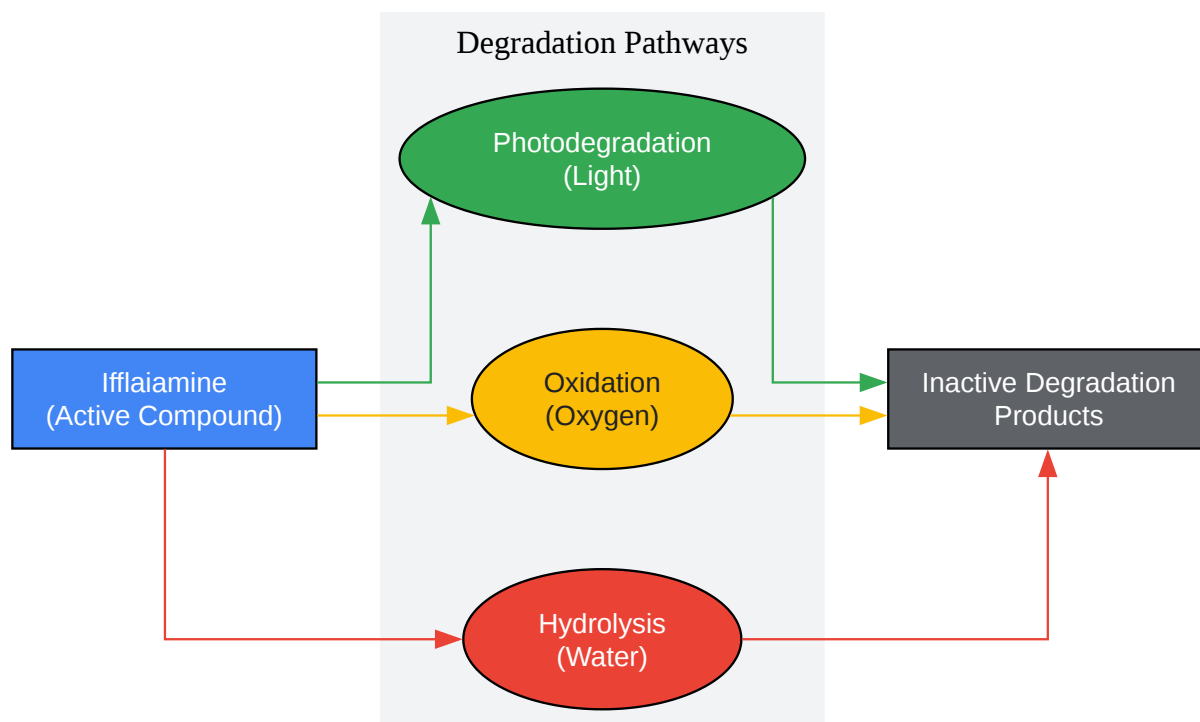 Degradation Pathways
Photodegradation
(Light)
Ifflaiamine
(Active Compound)
Oxidation
(Oxygen)
Inactive Degradation
Products
Hydrolysis
(Water)